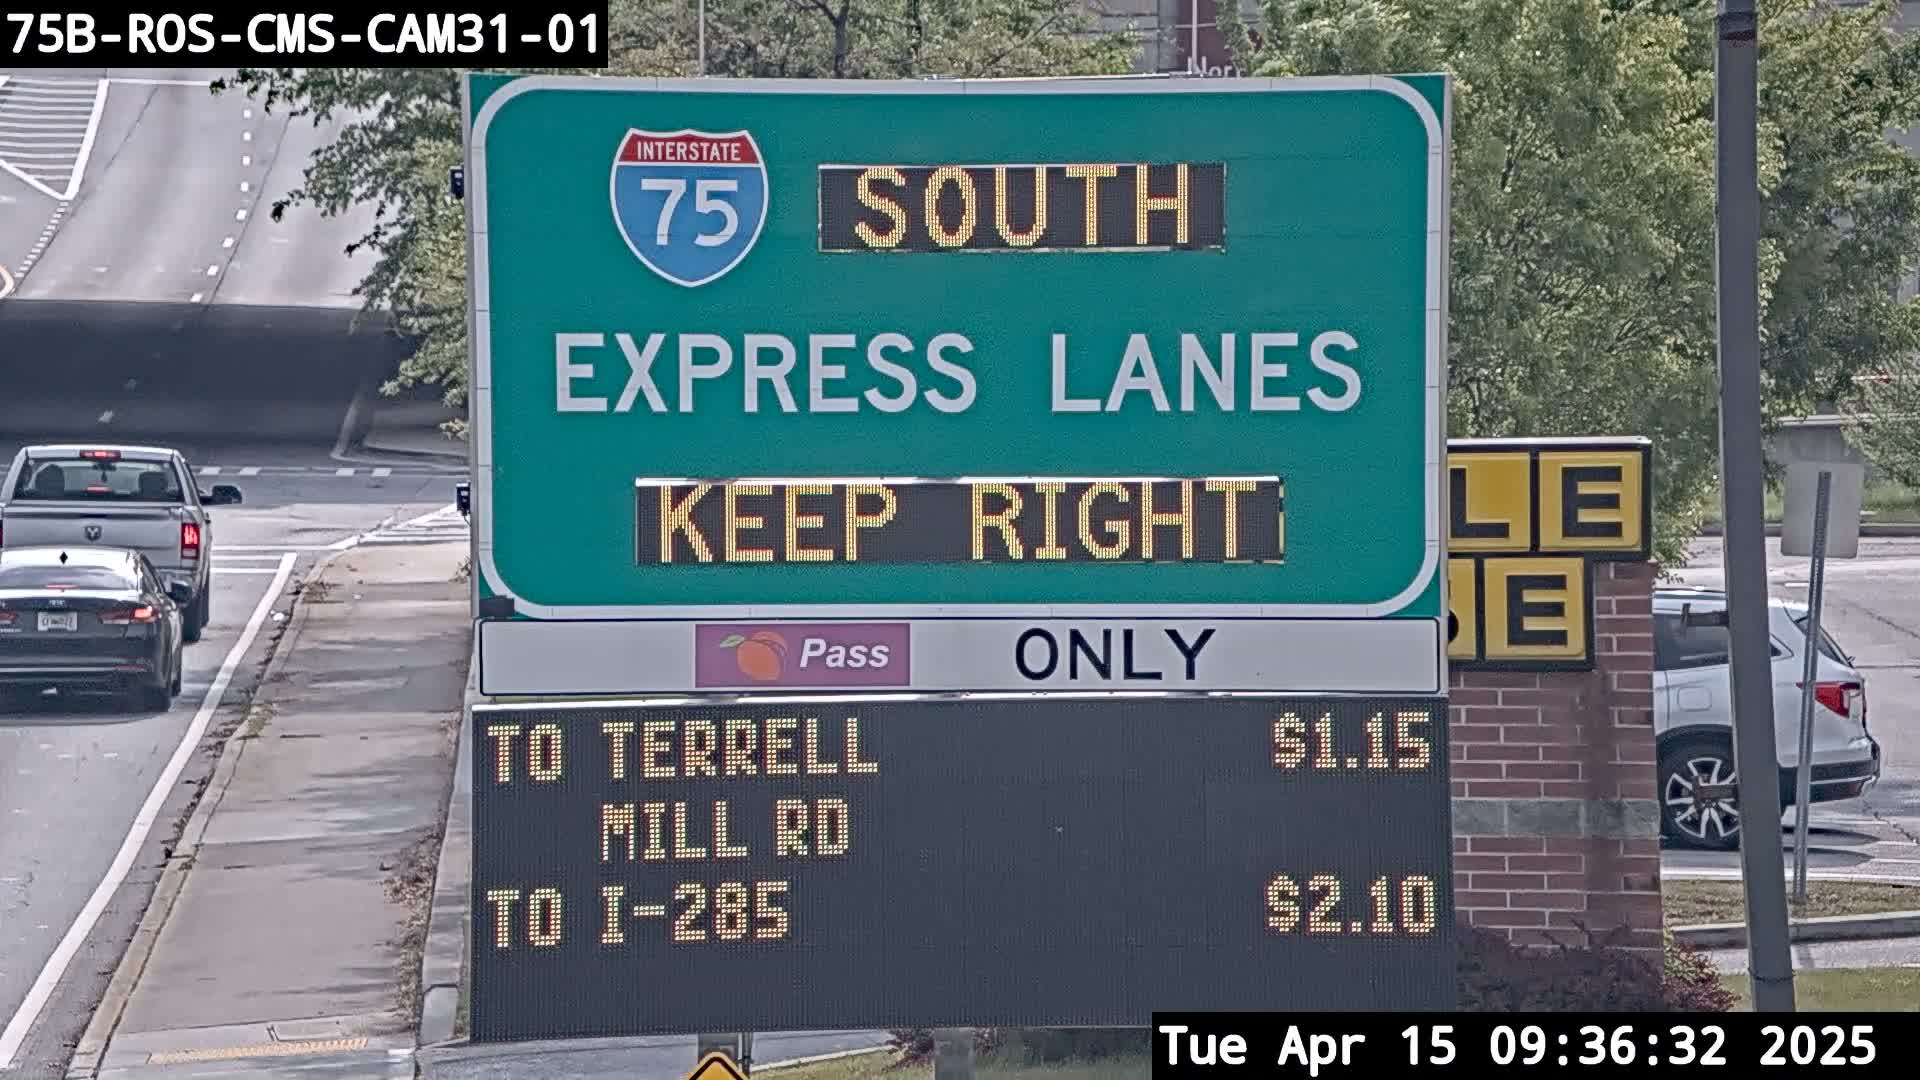 75B-ROS-CMS-CAM31-01
INTERSTATE
75
SOUTH
EXPRESS LANES
KEEP RIGHT
Pass ONLY
TO TERRELL $1.15
MILL RD
TO I-285 $2.10
LE
E
Tue Apr 15 09:36:32 2025